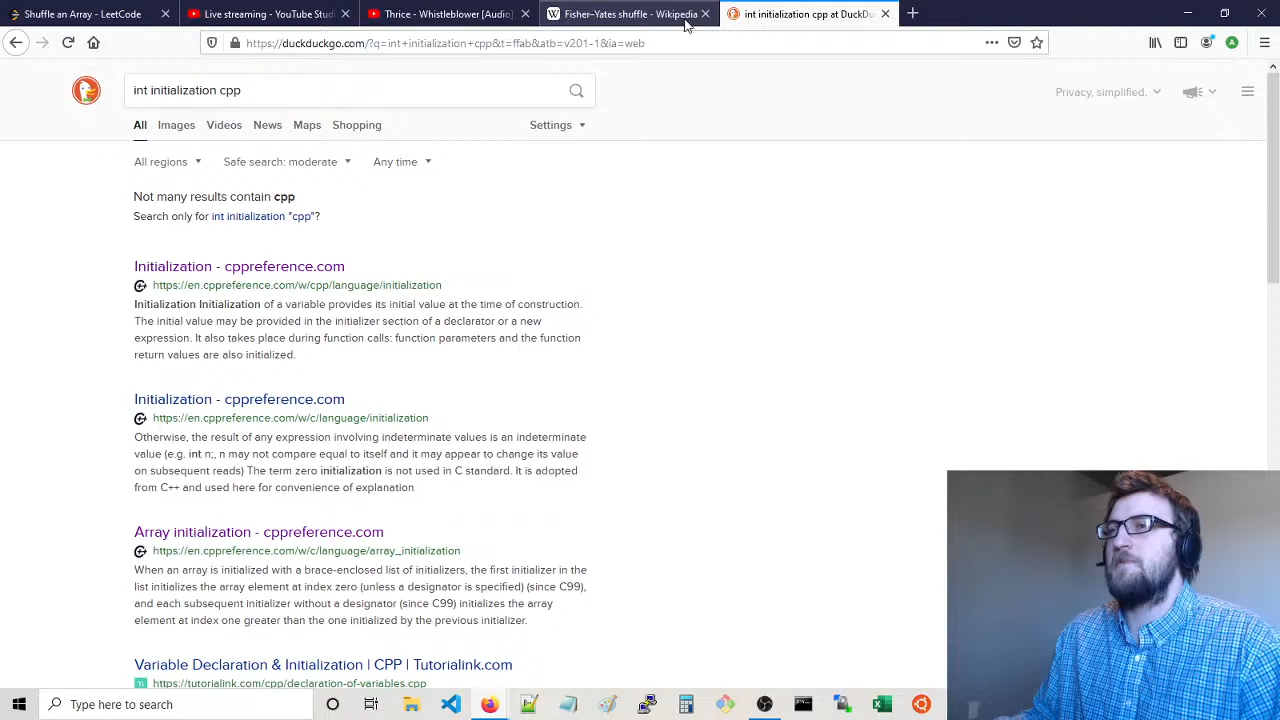 Shuffle an Array - LeetCode
Live streaming - YouTube Studi
Thrice - Whistleblower [Audio]
Fisher–Yates shuffle - Wikipedia
int initialization cpp at DuckDu
https://duckduckgo.com/?q=int+initialization+cpp&t=ffab&atb=v201-1&ia=web
A
int initialization cpp
Privacy, simplified.
All Images Videos News Maps Shopping Settings
All regions Safe search: moderate Any time
Not many results contain cpp
Search only for int initialization "cpp"?
Initialization - cppreference.com
https://en.cppreference.com/w/cpp/language/initialization
Initialization Initialization of a variable provides its initial value at the time of construction.
The initial value may be provided in the initializer section of a declarator or a new
expression. It also takes place during function calls: function parameters and the function
return values are also initialized.
Initialization - cppreference.com
https://en.cppreference.com/w/c/language/initialization
Otherwise, the result of any expression involving indeterminate values is an indeterminate
value (e.g. int n;, n may not compare equal to itself and it may appear to change its value
on subsequent reads) The term zero initialization is not used in C standard. It is adopted
from C++ and used here for convenience of explanation
Array initialization - cppreference.com
https://en.cppreference.com/w/c/language/array_initialization
When an array is initialized with a brace-enclosed list of initializers, the first initializer in the
list initializes the array element at index zero (unless a designator is specified) (since C99),
and each subsequent initializer without a designator (since C99) initializes the array
element at index one greater than the one initialized by the previous initializer.
Variable Declaration & Initialization | CPP | Tutorialink.com
https://tutorialink.com/cpp/declaration-of-variables.cpp
Type here to search